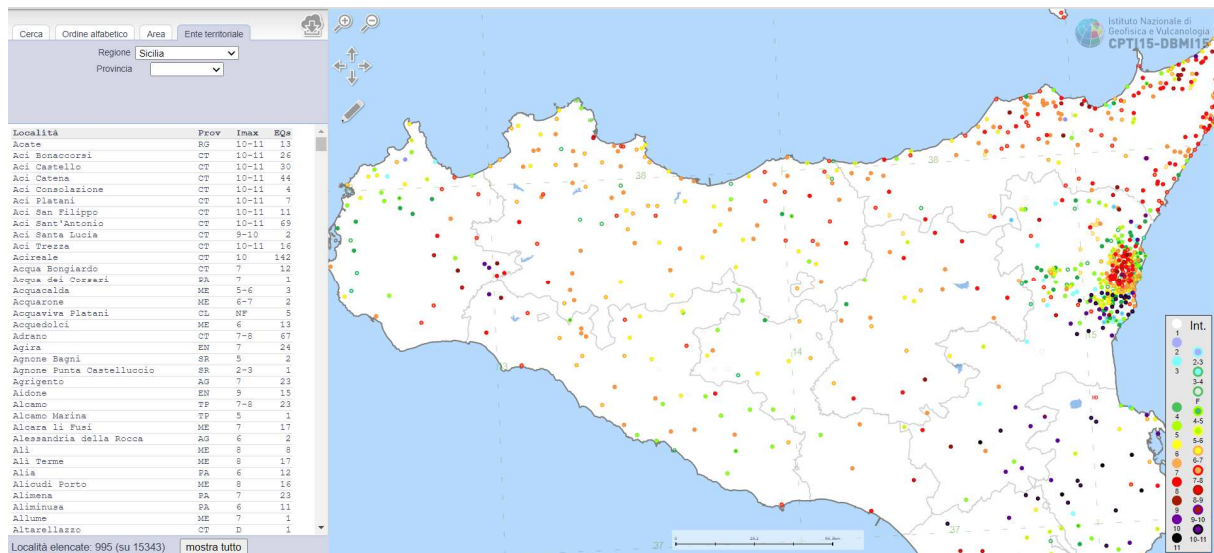 Cerca Ordine alfabetico Area Ente territoriale
Regione Sicilia
Provincia
Località Prov Imax EQs
Acate RG 10-11 13
Aci Bonaccorsi CT 10-11 26
Aci Castello CT 10-11 30
Aci Catena CT 10-11 44
Aci Consolazione CT 10-11 4
Aci Platani CT 10-11 7
Aci San Filippo CT 10-11 11
Aci Sant'Antonio CT 10-11 69
Aci Santa Lucia CT 9-10 2
Aci Trezza CT 10-11 16
Acireale CT 10 142
Acqua Bongiardo CT 7 12
Acqua dei Corsari PA 7 1
Acquacalda ME 5-6 3
Acquarone ME 6-7 2
Acquaviva Platani CL NF 5
Acquedolci ME 6 13
Adrano CT 7-8 67
Agira EN 7 24
Agnone Bagni SR 5 2
Agnone Punta Castelluccio SR 2-3 1
Agrigento AG 7 23
Aidone EN 9 15
Alcamo TP 7-8 23
Alcamo Marina TP 5 1
Alcara li Fusi ME 7 17
Alessandria della Rocca AG 6 2
Alì ME 8 8
Alì Terme ME 8 17
Alia PA 6 12
Alicudi Porto ME 8 16
Alimena PA 7 23
Aliminusa PA 6 11
Allume ME 7 1
Altarellazzo CT D 1
Località elencate: 995 (su 15343) mostra tutto
Istituto Nazionale di
Geofisica e Vulcanologia
CPTI15-DBMI15
38
38
14
13
15
37
37
Int.
1
2
2-3
3
3-4
F
4
4-5
5
5-6
6
6-7
7
7-8
8
8-9
9
9-10
10
10-11
11